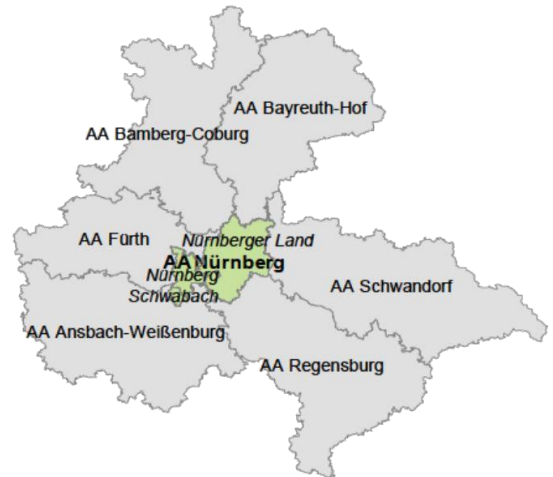 AA Bayreuth-Hof
AA Bamberg-Coburg
AA Fürth
Nürnberger Land
AA Nürnberg
Nürnberg
Schwabach
AA Schwandorf
AA Ansbach-Weißenburg
AA Regensburg